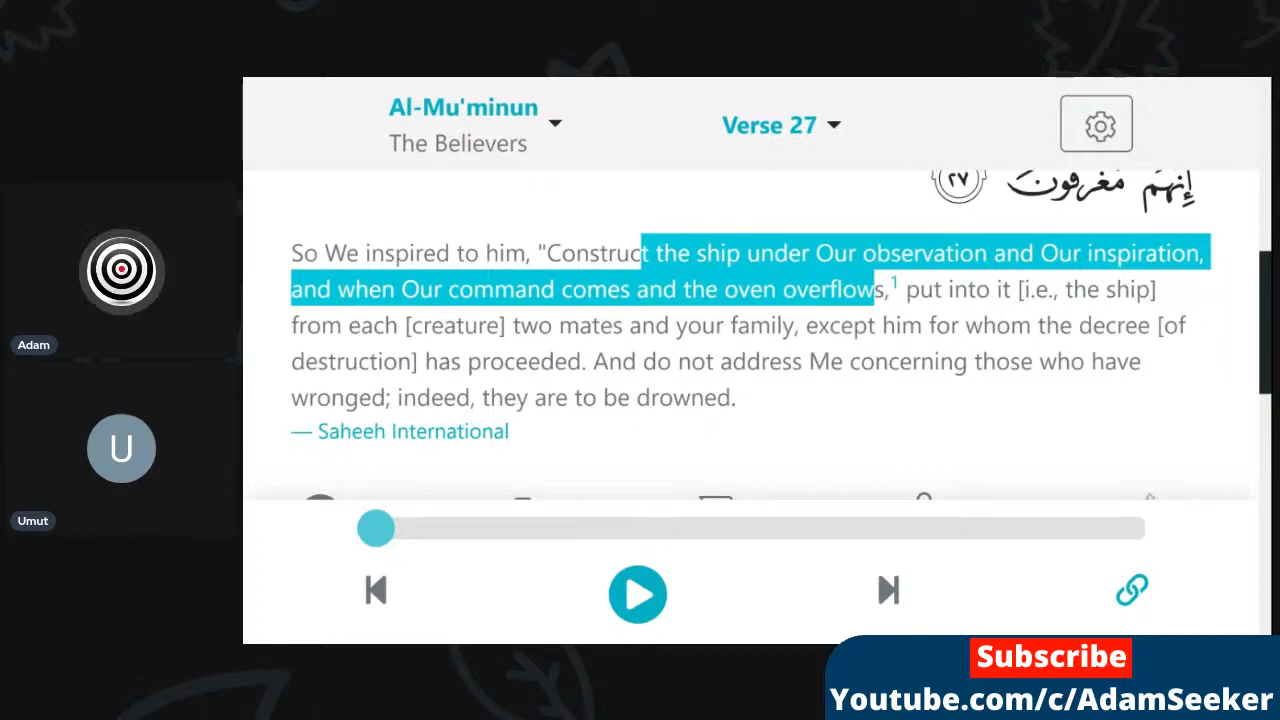 Al-Mu'minun
The Believers
Verse 27
إِنَّهُم مُّغْرَقُونَ ٢٧
So We inspired to him, "Construct the ship under Our observation and Our inspiration,
and when Our command comes and the oven overflows,1 put into it [i.e., the ship]
from each [creature] two mates and your family, except him for whom the decree [of
destruction] has proceeded. And do not address Me concerning those who have
wronged; indeed, they are to be drowned.
— Saheeh International
Adam
U
Umut
Subscribe
Youtube.com/c/AdamSeeker